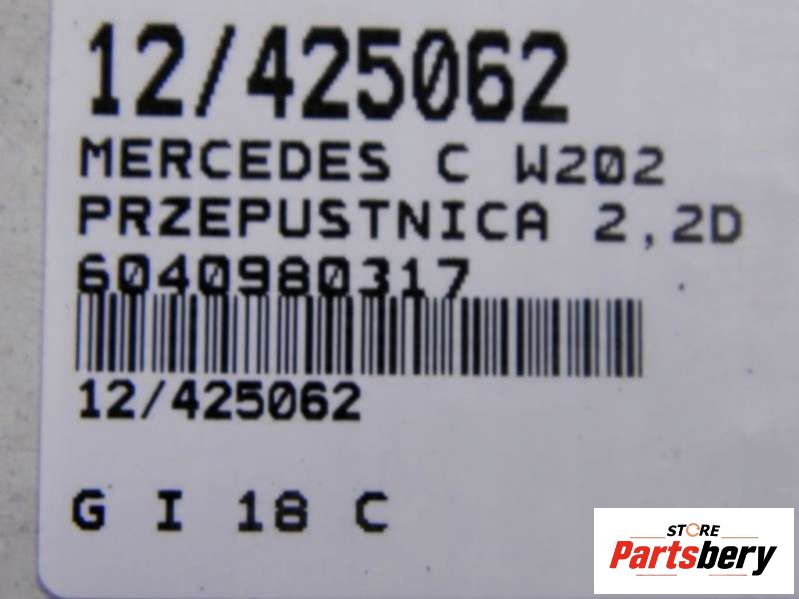 12/425062
MERCEDES C W202
PRZEPUSTNICA 2,2D
6040980317
12/425062
G I 18 C
STORE
Partsbery